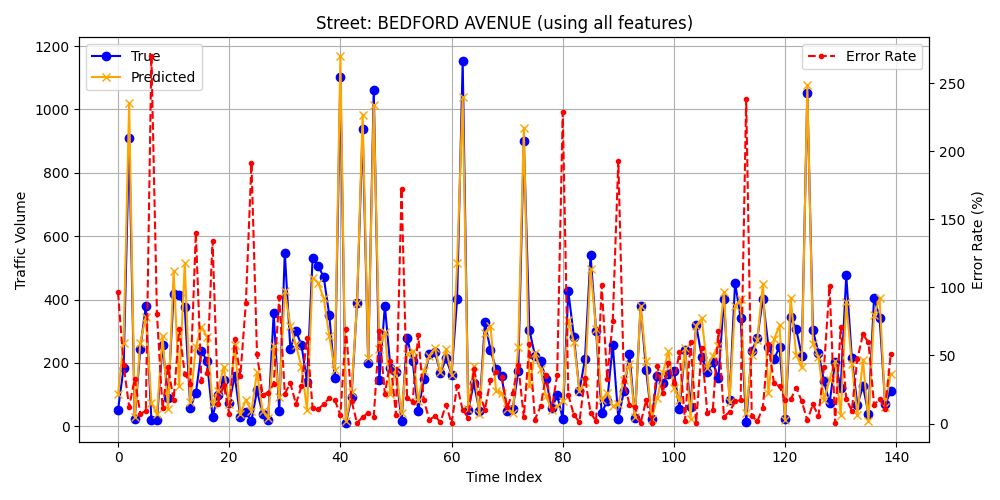 Street: BEDFORD AVENUE (using all features)
True
Predicted
Error Rate
1200
1000
800
600
400
200
0
250
200
150
100
50
0
Traffic Volume
Error Rate (%)
0 20 40 60 80 100 120 140
Time Index